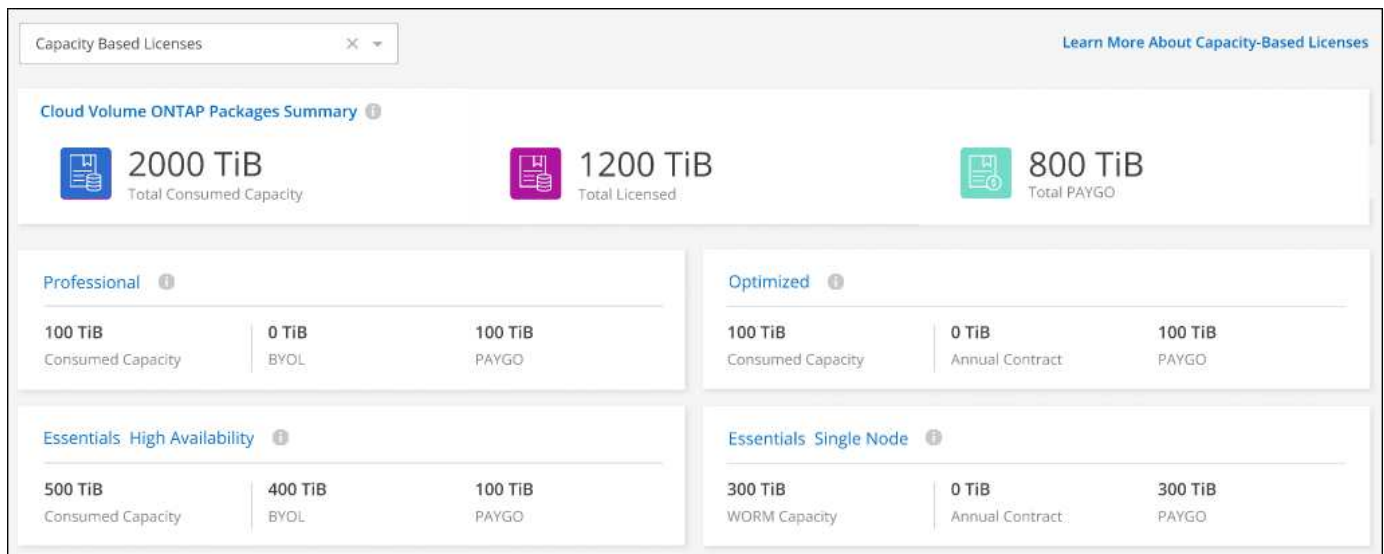 Capacity Based Licenses
Learn More About Capacity-Based Licenses
Cloud Volume ONTAP Packages Summary
2000 TiB
Total Consumed Capacity
1200 TiB
Total Licensed
800 TiB
Total PAYGO
Professional
100 TiB 0 TiB 100 TiB
Consumed Capacity BYOL PAYGO
Optimized
100 TiB 0 TiB 100 TiB
Consumed Capacity Annual Contract PAYGO
Essentials High Availability
500 TiB 400 TiB 100 TiB
Consumed Capacity BYOL PAYGO
Essentials Single Node
300 TiB 0 TiB 300 TiB
WORM Capacity Annual Contract PAYGO